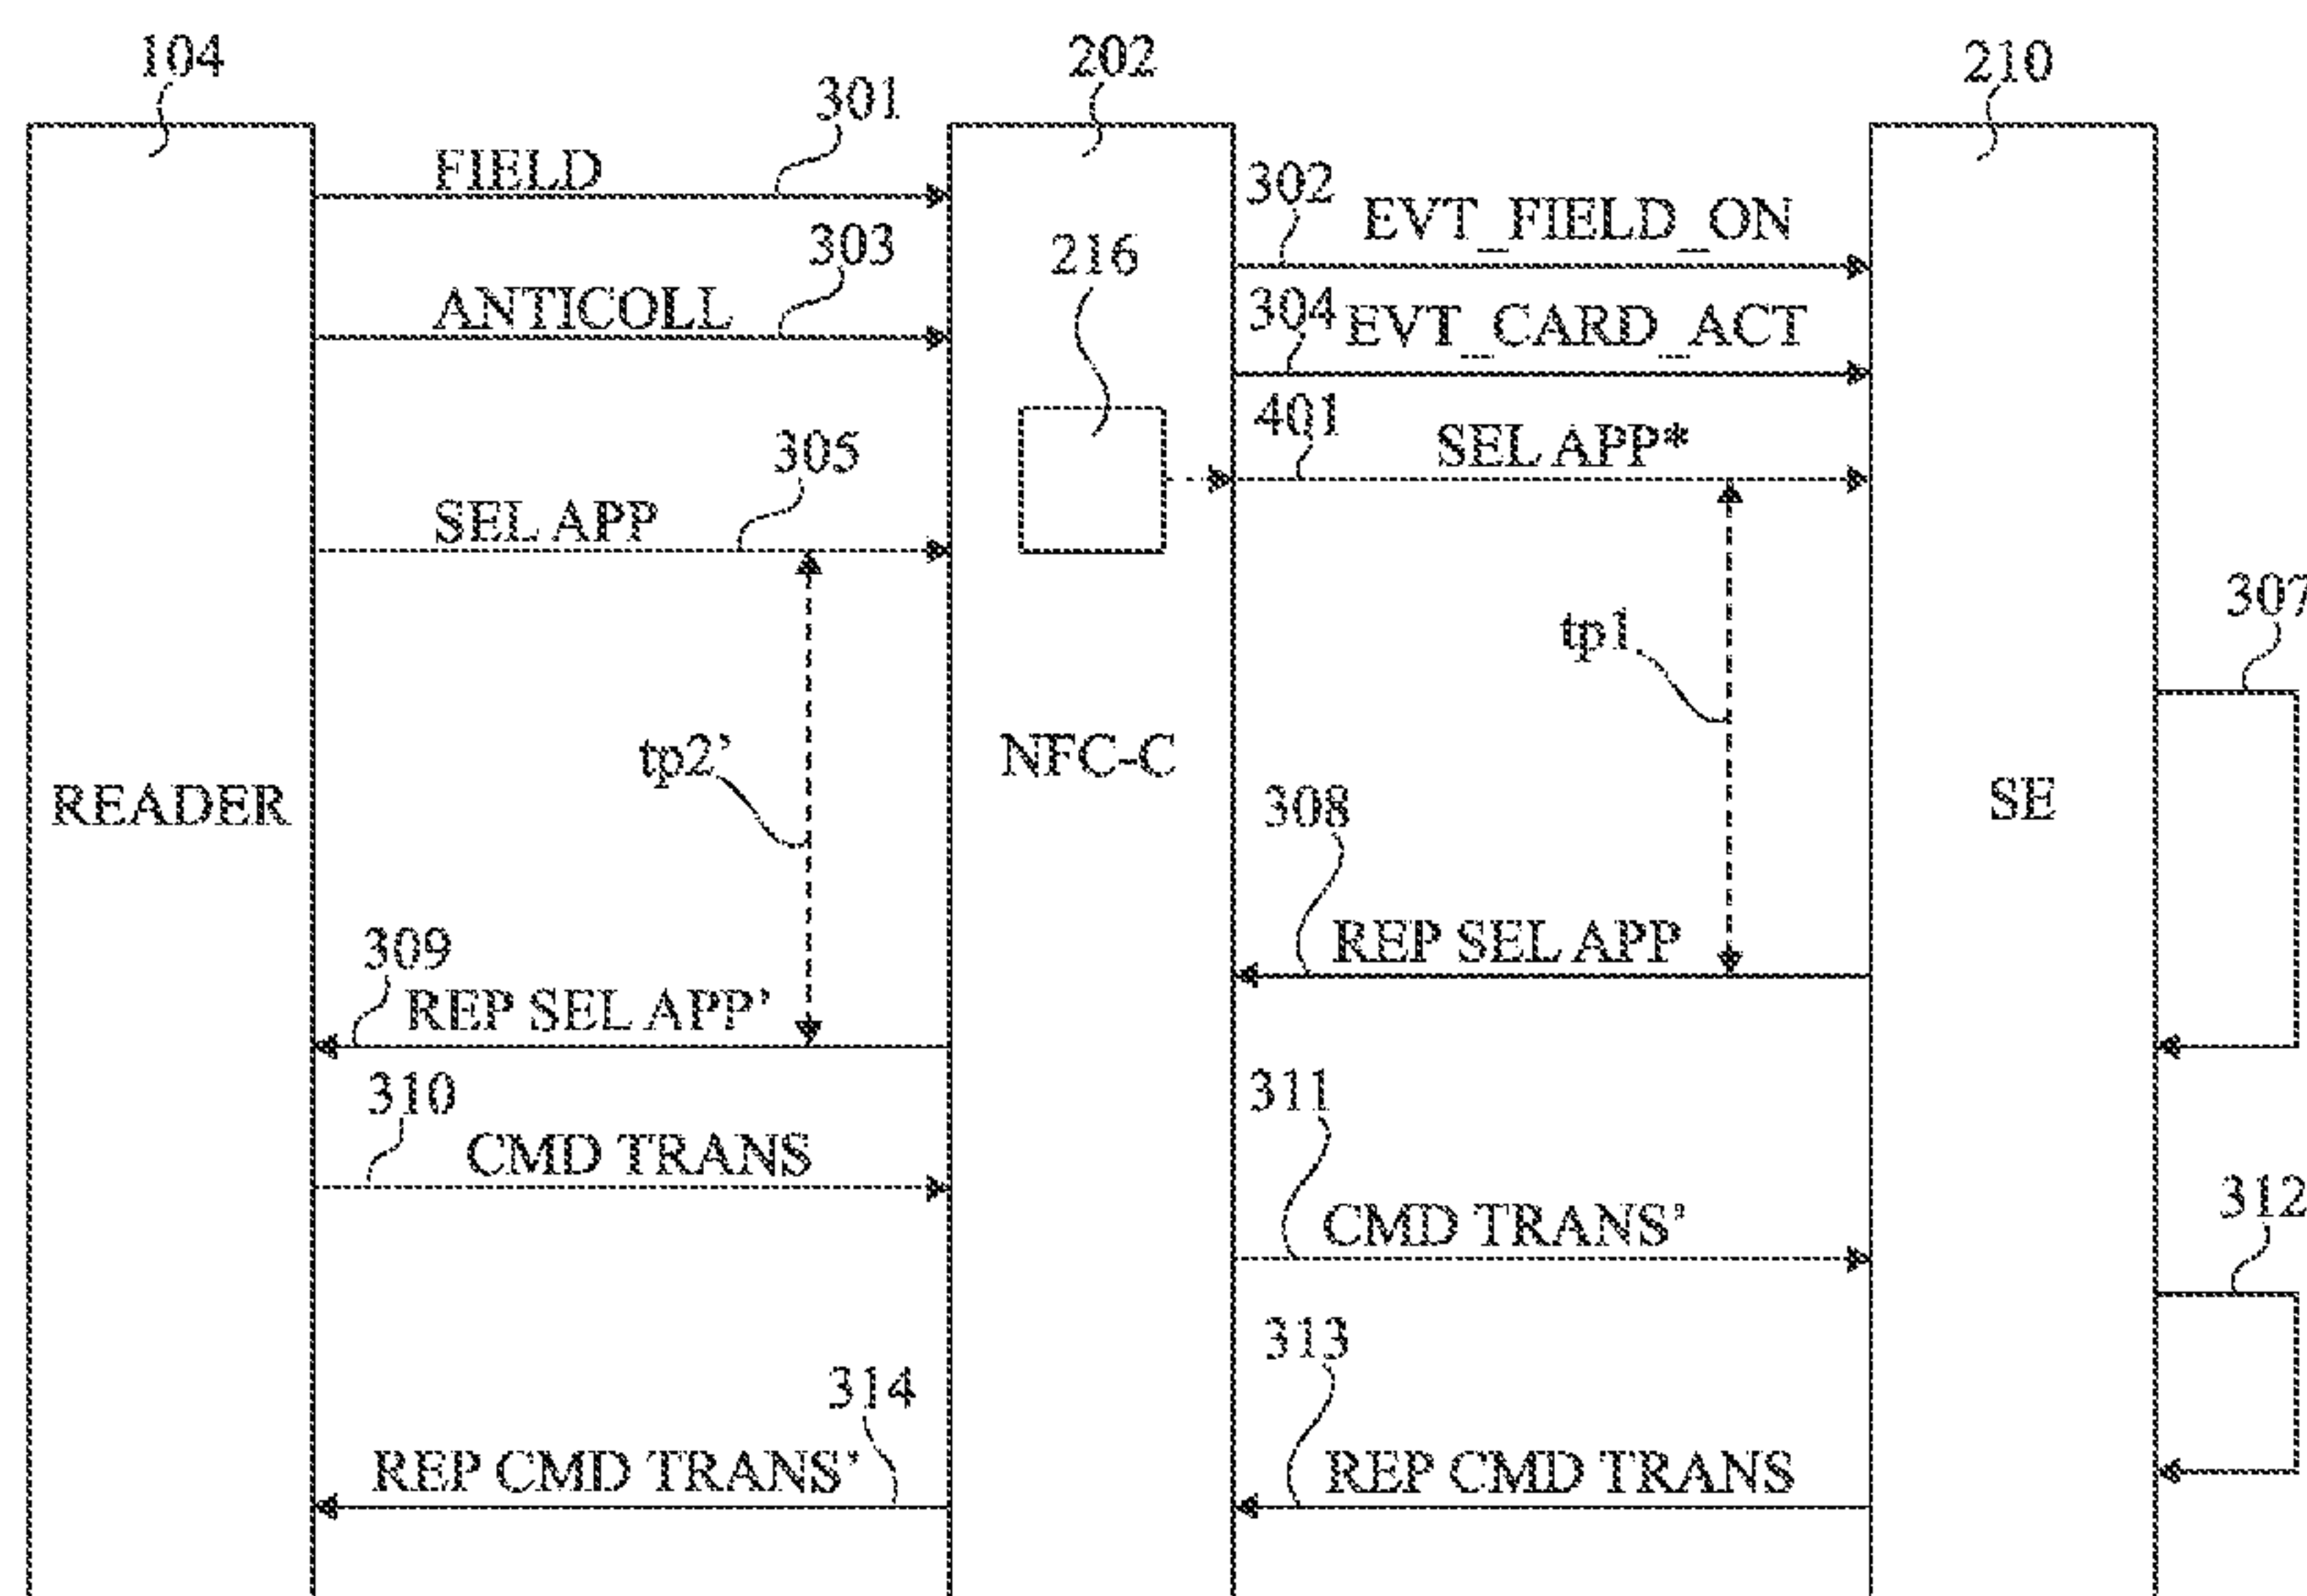 104
202
210
301
FIELD
302
EVT_FIELD_ON
303
216
ANTICOLL
304
EVT_CARD_ACT
401
SEL APP*
305
SEL APP
307
tp1
tp2’
NFC-C
READER
SE
308
309
REP SEL APP
REP SEL APP’
310
311
CMD TRANS
312
CMD TRANS’
313
314
REP CMD TRANS’
REP CMD TRANS